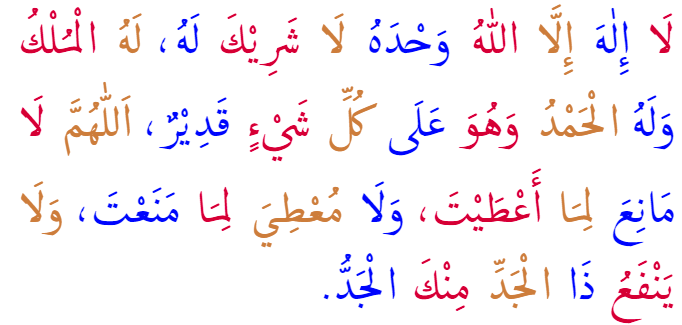 لَا إِلٰهَ إِلَّا اللّٰهُ وَحْدَهُ لَا شَرِيْكَ لَهُ، لَهُ الْمُلْكُ
وَلَهُ الْحَمْدُ وَهُوَ عَلَى كُلِّ شَيْءٍ قَدِيْرٌ، اَللّٰهُمَّ لَا
مَانِعَ لِمَا أَعْطَيْتَ، وَلَا مُعْطِيَ لِمَا مَنَعْتَ، وَلَا
يَنْفَعُ ذَا الْجَدِّ مِنْكَ الْجَدُّ.